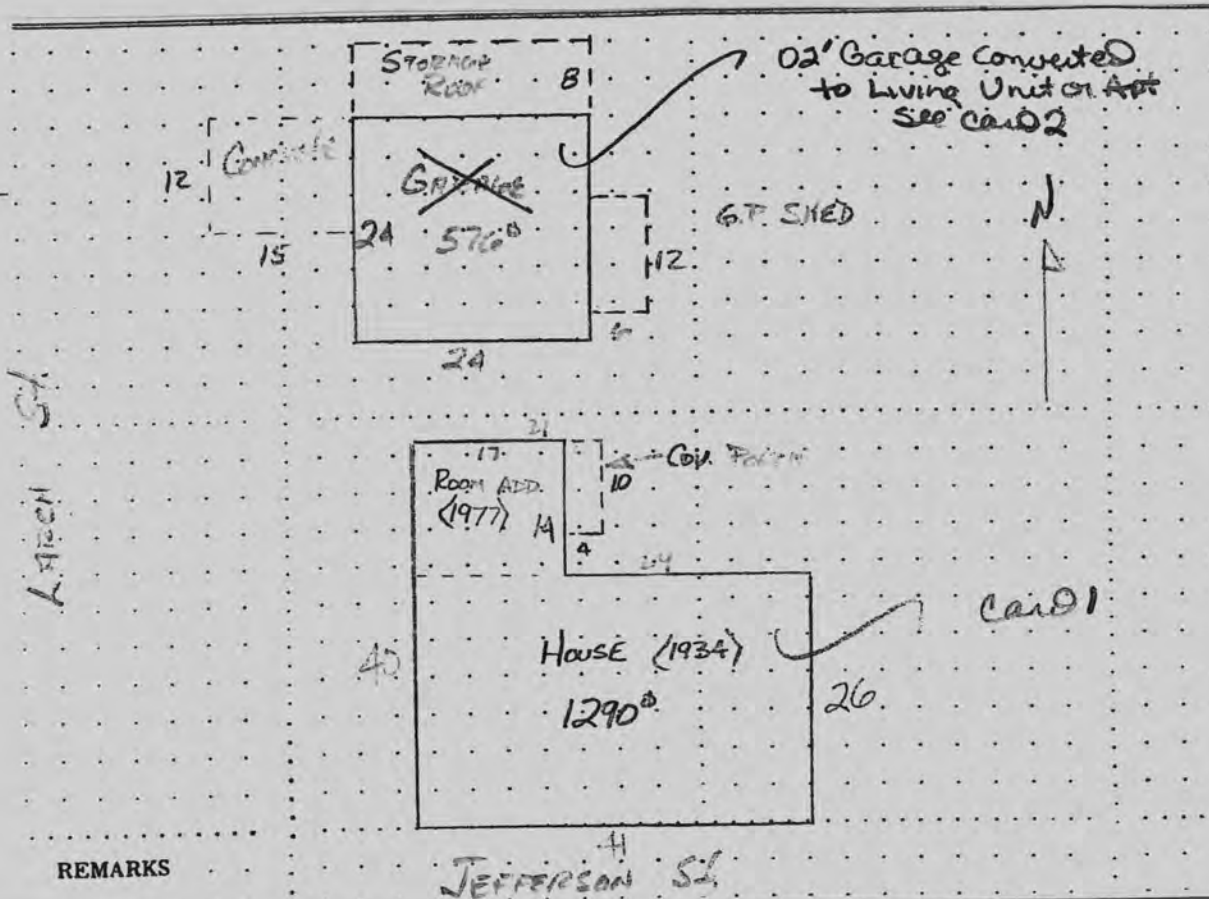 STORAGE
ROOF
8
02' Garage Converted
to Living Unit or Apt
See Card 2
Concrete
12
15
GARAGE
24
576
12
6
24
G.P. SHED
N
LARCH St.
17
ROOM ADD.
(1977)
14
10
4
COV. PORCH
24
40
HOUSE (1934)
1290
26
Card 1
41
REMARKS
JEFFERSON St.